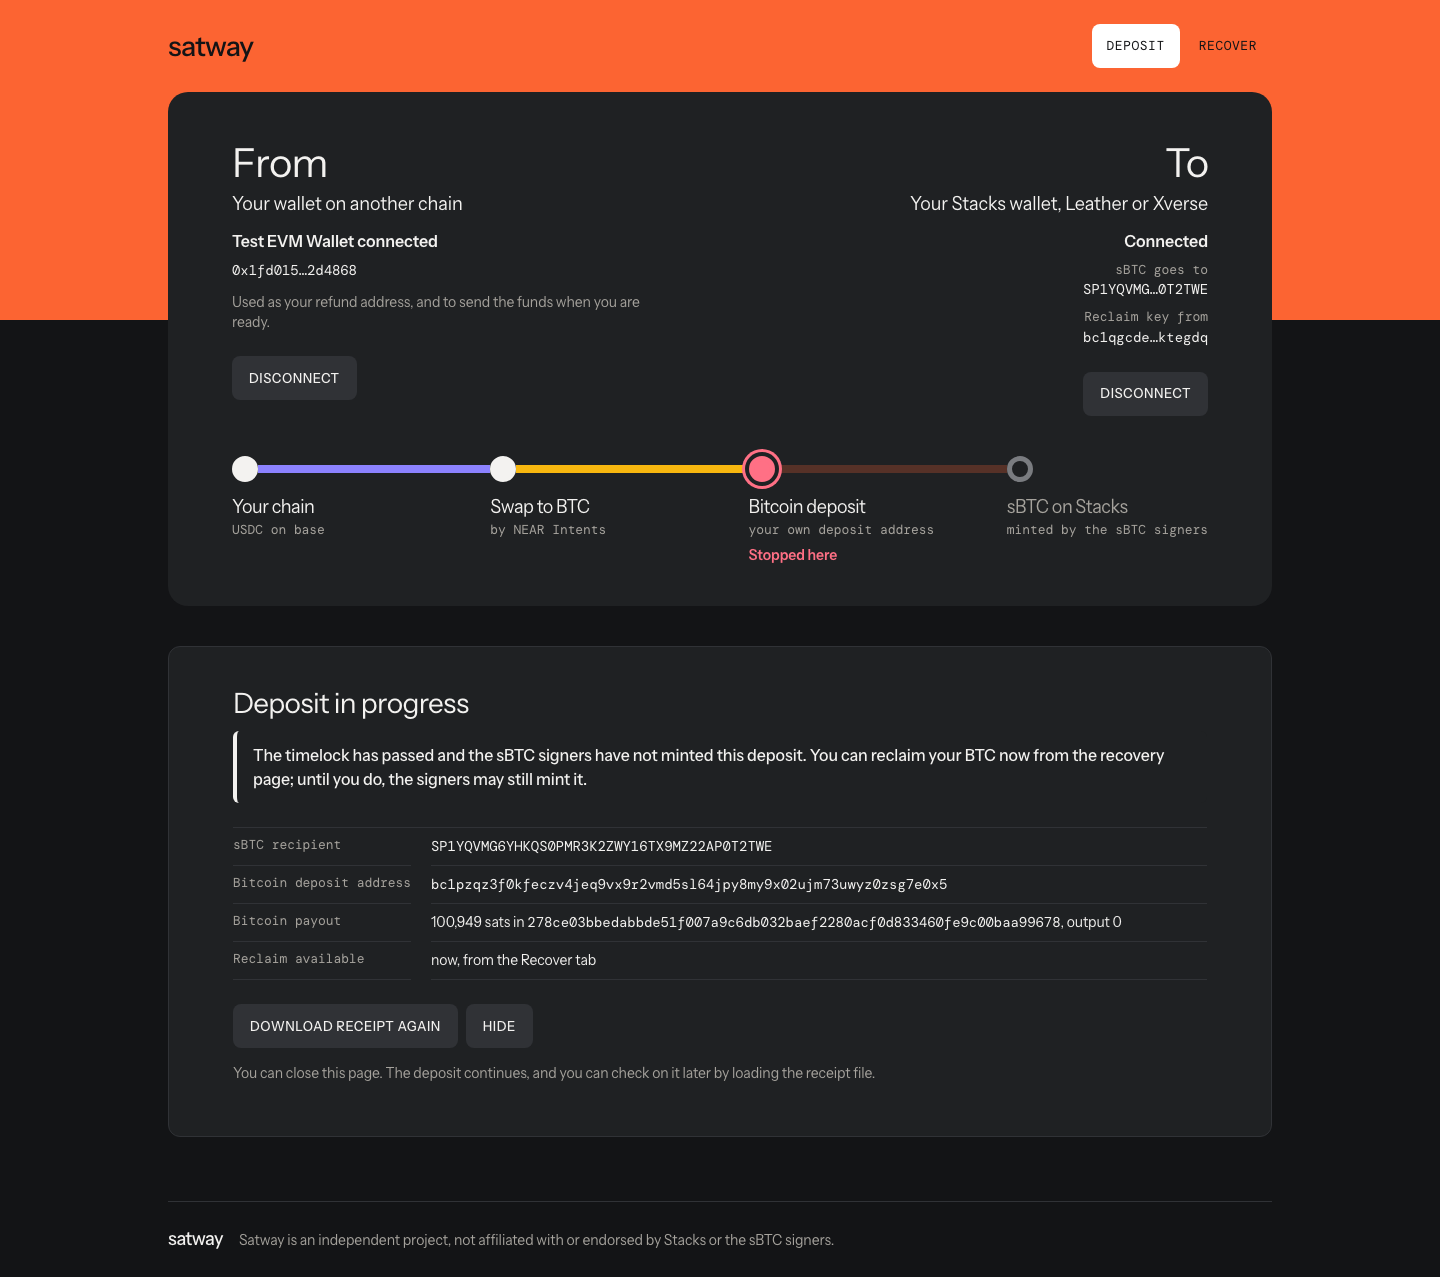 satway
DEPOSIT
RECOVER
From
To
Your wallet on another chain
Your Stacks wallet, Leather or Xverse
Test EVM Wallet connected
Connected
0x1fd015…2d4868
sBTC goes to
SP1YQVMG…0T2TWE
Used as your refund address, and to send the funds when you are
ready.
Reclaim key from
bc1qgcde…ktegdq
DISCONNECT
DISCONNECT
Your chain
USDC on base
Swap to BTC
by NEAR Intents
Bitcoin deposit
your own deposit address
Stopped here
sBTC on Stacks
minted by the sBTC signers
Deposit in progress
The timelock has passed and the sBTC signers have not minted this deposit. You can reclaim your BTC now from the recovery
page; until you do, the signers may still mint it.
sBTC recipient
SP1YQVMG6YHKQS0PMR3K2ZWY16TX9MZ22AP0T2TWE
Bitcoin deposit address
bc1pzqz3f0kfeczv4jeq9vx9r2vmd5sl64jpy8my9x02ujm73uwyz0zsg7e0x5
Bitcoin payout
100,949 sats in 278ce03bbedabbde51f007a9c6db032baef2280acf0d833460fe9c00baa99678, output 0
Reclaim available
now, from the Recover tab
DOWNLOAD RECEIPT AGAIN
HIDE
You can close this page. The deposit continues, and you can check on it later by loading the receipt file.
satway
Satway is an independent project, not affiliated with or endorsed by Stacks or the sBTC signers.